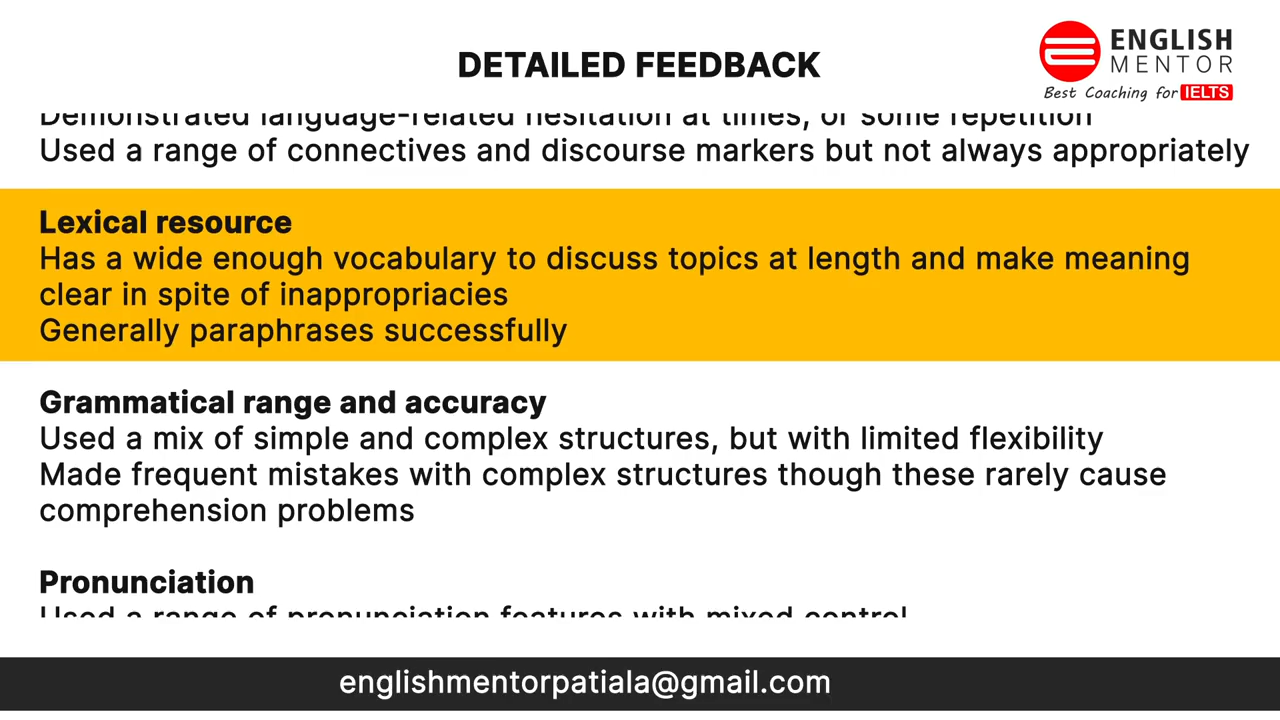 DETAILED FEEDBACK
ENGLISH
MENTOR
Best Coaching for IELTS
Demonstrated language-related hesitation at times, or some repetition
Used a range of connectives and discourse markers but not always appropriately
Lexical resource
Has a wide enough vocabulary to discuss topics at length and make meaning
clear in spite of inappropriacies
Generally paraphrases successfully
Grammatical range and accuracy
Used a mix of simple and complex structures, but with limited flexibility
Made frequent mistakes with complex structures though these rarely cause
comprehension problems
Pronunciation
Used a range of pronunciation features with mixed control
englishmentorpatiala@gmail.com